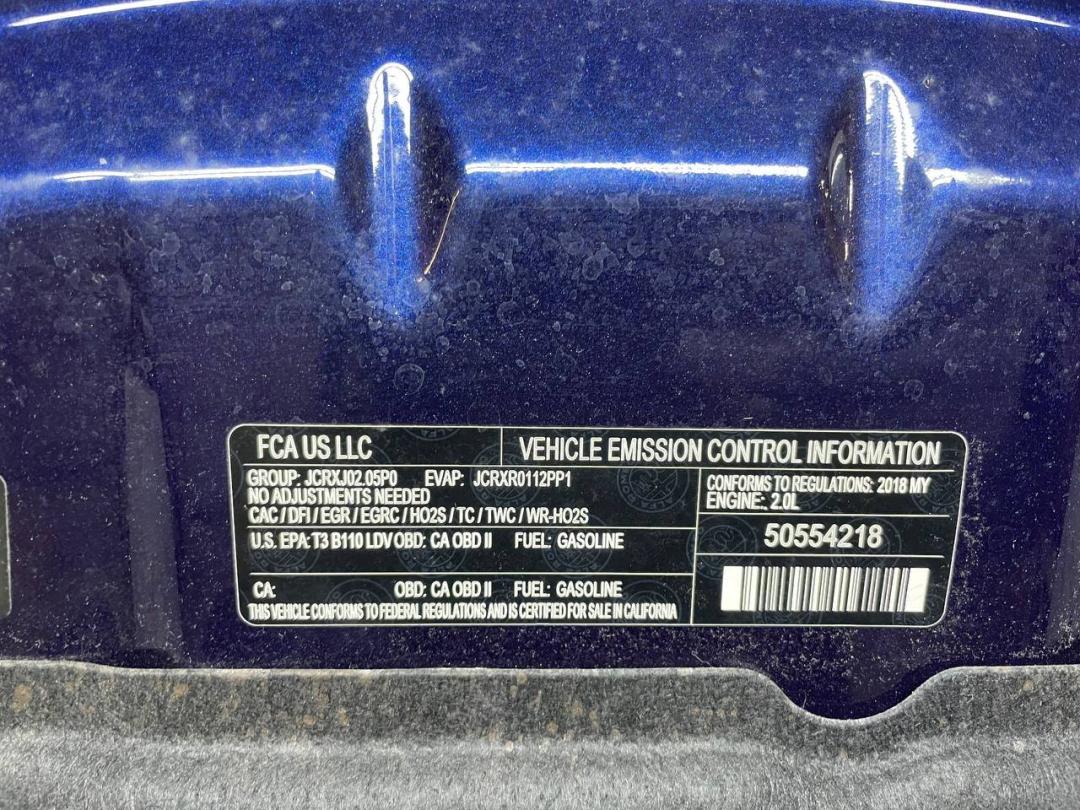 FCA US LLC
VEHICLE EMISSION CONTROL INFORMATION
GROUP: JCRXJ02.05P0 EVAP: JCRXR0112PP1
NO ADJUSTMENTS NEEDED
CAC / DFI / EGR / EGRC / HO2S / TC / TWC / WR-HO2S
U.S. EPA: T3 B110 LDV OBD: CA OBD II FUEL: GASOLINE
CA: OBD: CA OBD II FUEL: GASOLINE
THIS VEHICLE CONFORMS TO FEDERAL REGULATIONS AND IS CERTIFIED FOR SALE IN CALIFORNIA
CONFORMS TO REGULATIONS: 2018 MY
ENGINE: 2.0L
50554218